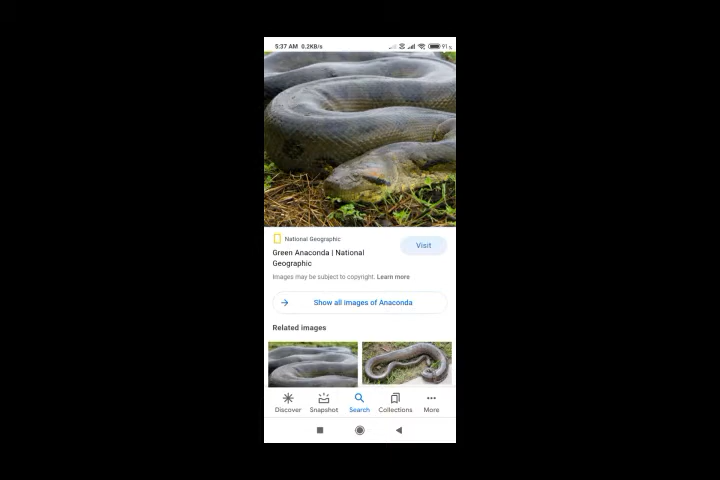 5:37 AM 0.2KB/s
91%
National Geographic
Visit
Green Anaconda | National
Geographic
Images may be subject to copyright. Learn more
Show all images of Anaconda
Related images
Discover Snapshot Search Collections More